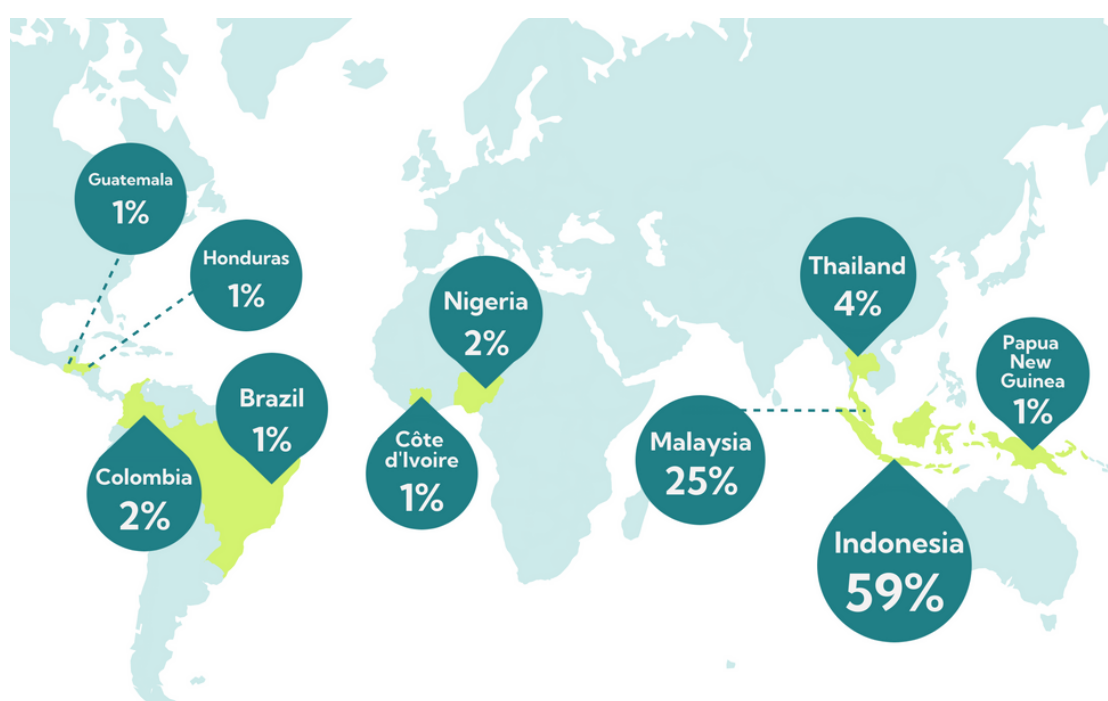 Guatemala
1%
Honduras
1%
Brazil
1%
Colombia
2%
Nigeria
2%
Côte
d'Ivoire
1%
Thailand
4%
Malaysia
25%
Papua
New
Guinea
1%
Indonesia
59%